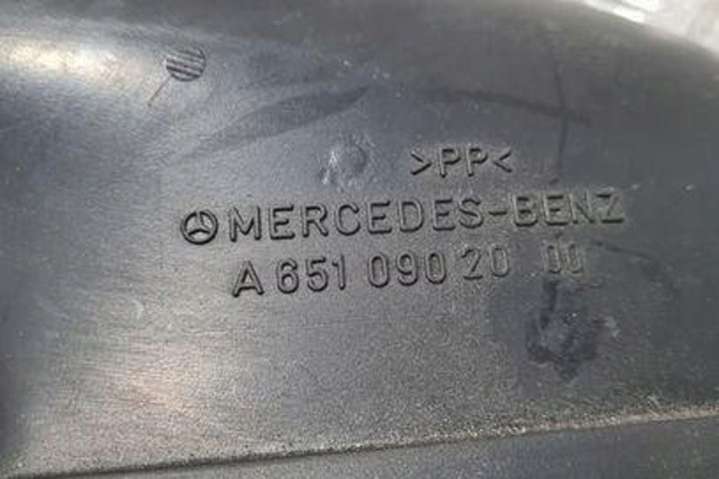 >PP<
MERCEDES-BENZ
A 651 090 20 00